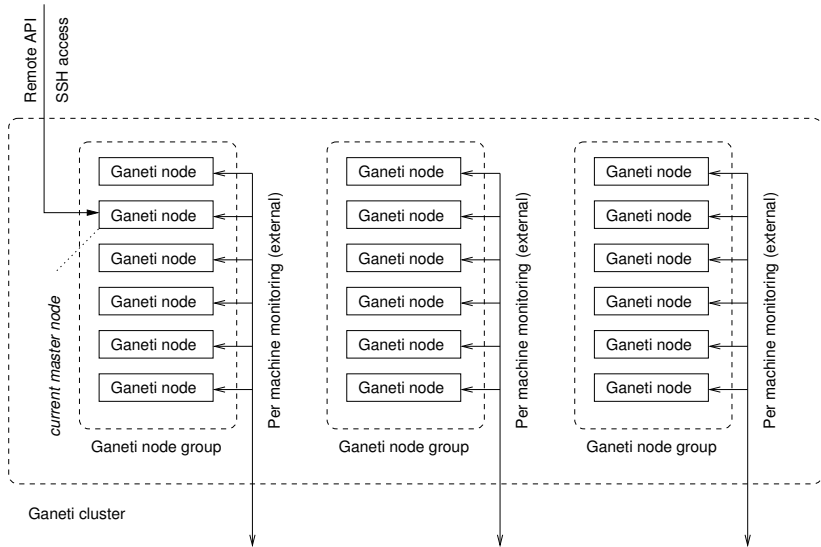 Remote API
SSH access
Ganeti node
Ganeti node
Ganeti node
Ganeti node
Ganeti node
Ganeti node
current master node
Per machine monitoring (external)
Ganeti node group
Ganeti node
Ganeti node
Ganeti node
Ganeti node
Ganeti node
Ganeti node
Per machine monitoring (external)
Ganeti node group
Ganeti node
Ganeti node
Ganeti node
Ganeti node
Ganeti node
Ganeti node
Per machine monitoring (external)
Ganeti node group
Ganeti cluster